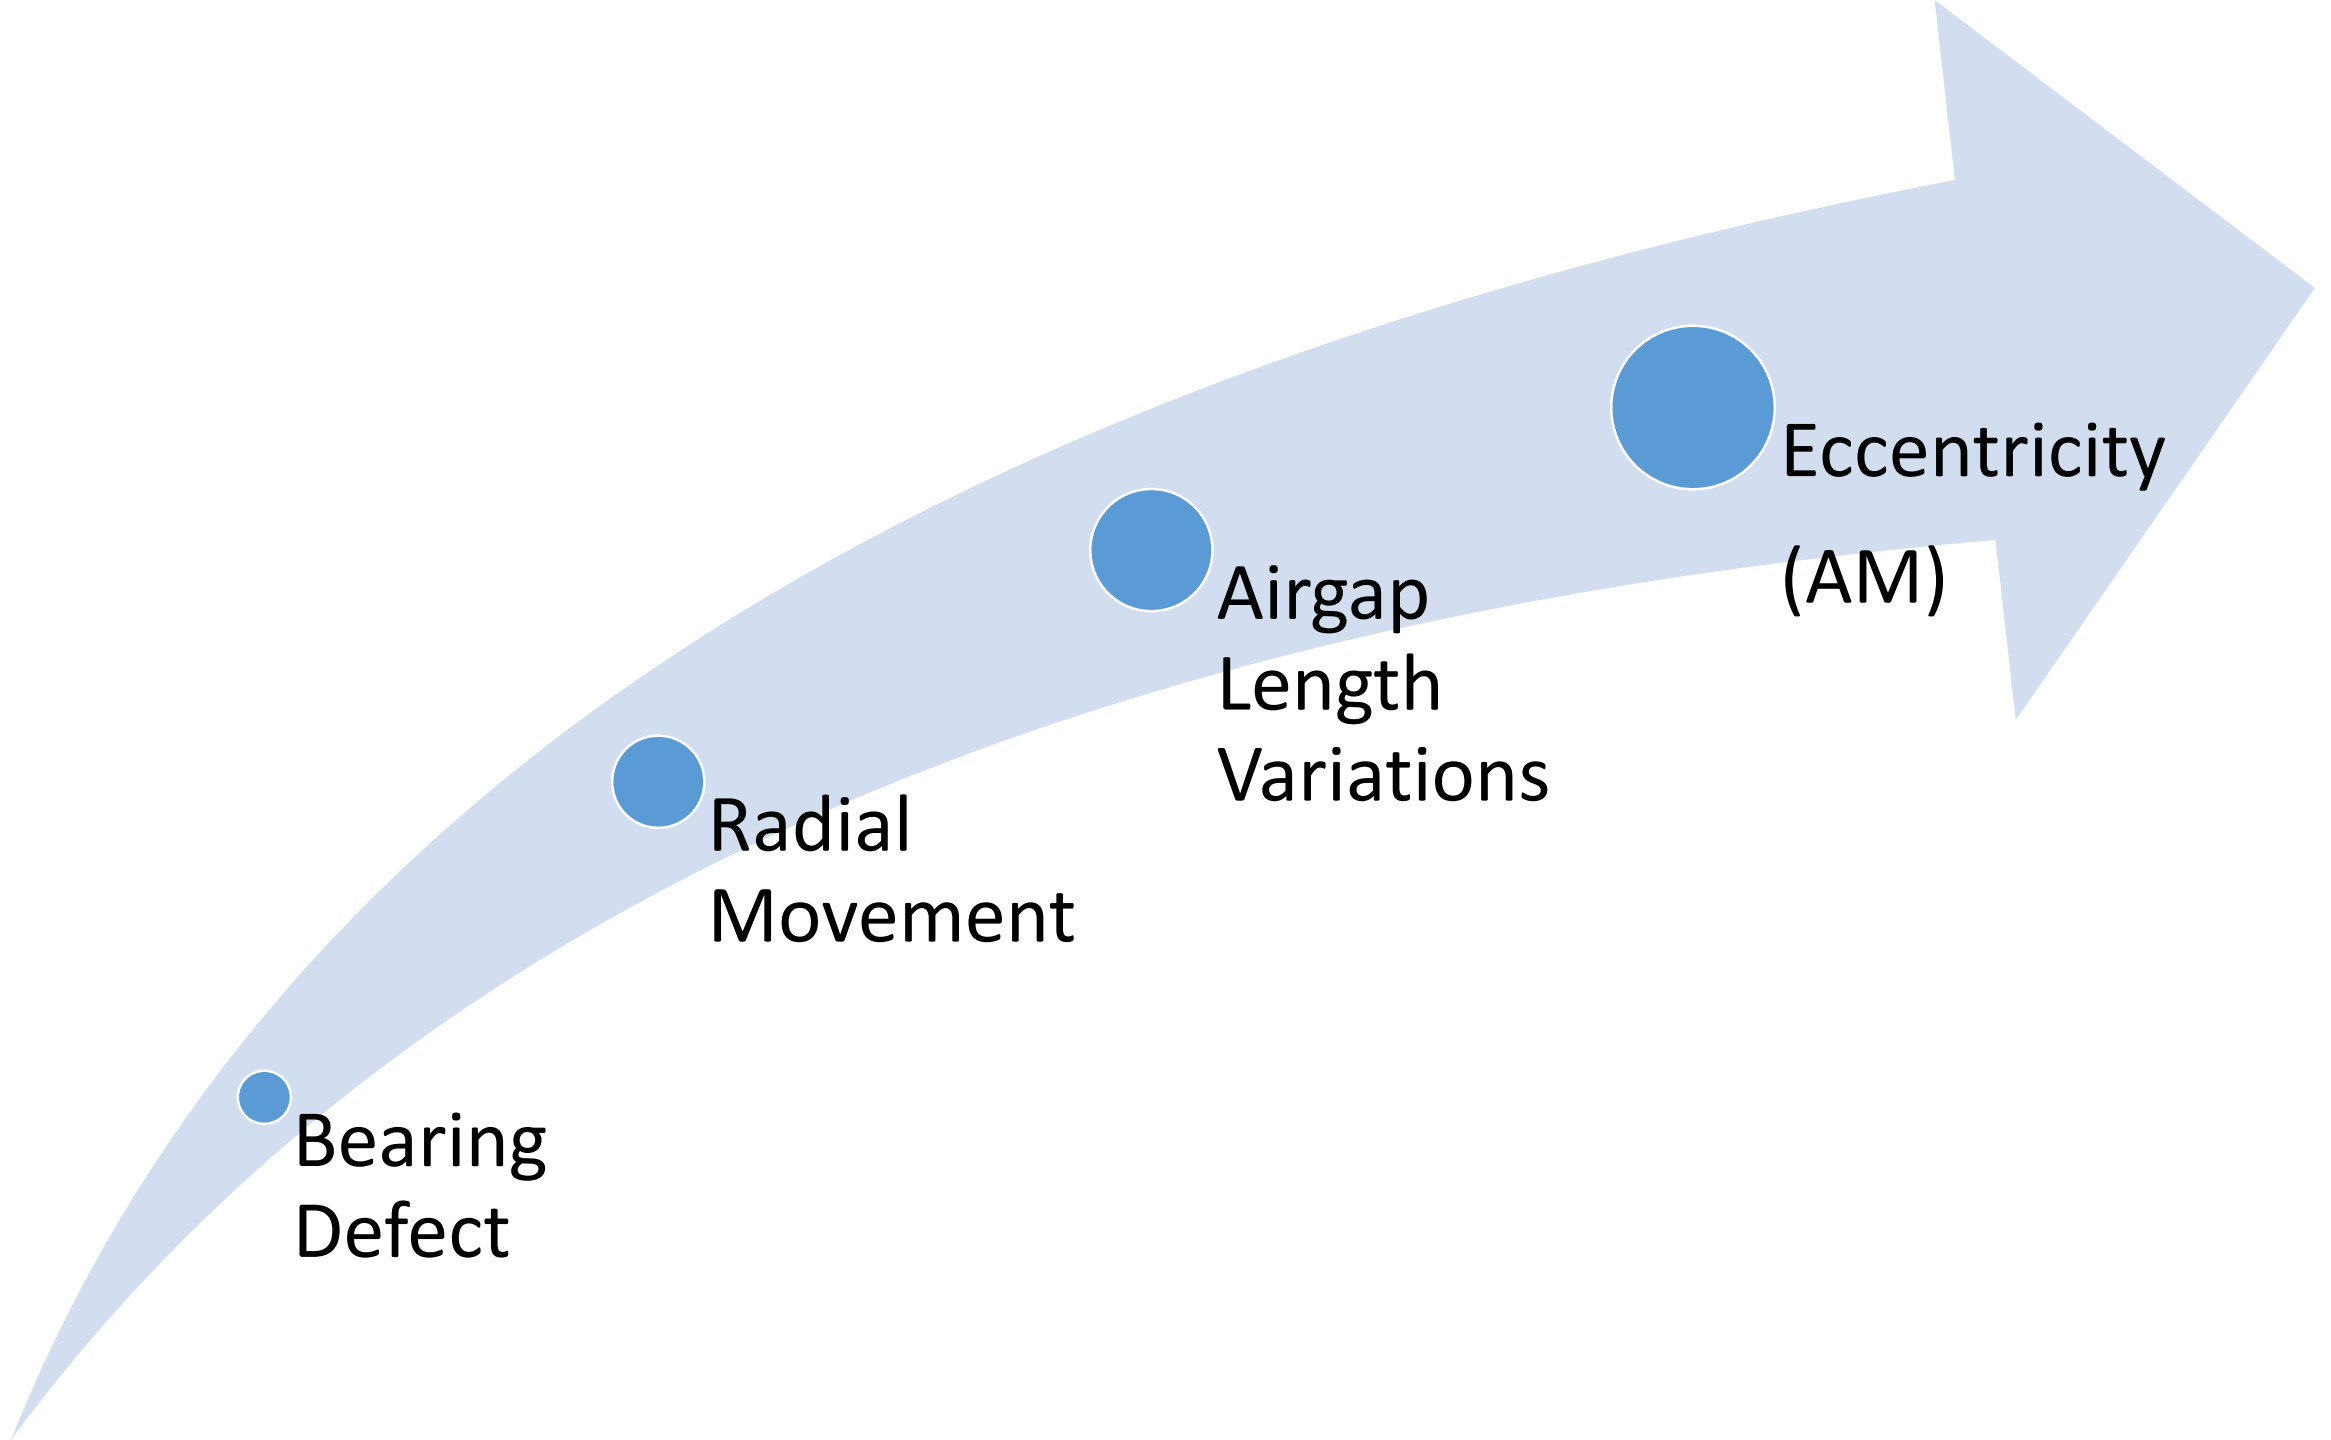 Bearing
Defect
Radial
Movement
Airgap
Length
Variations
Eccentricity
(AM)